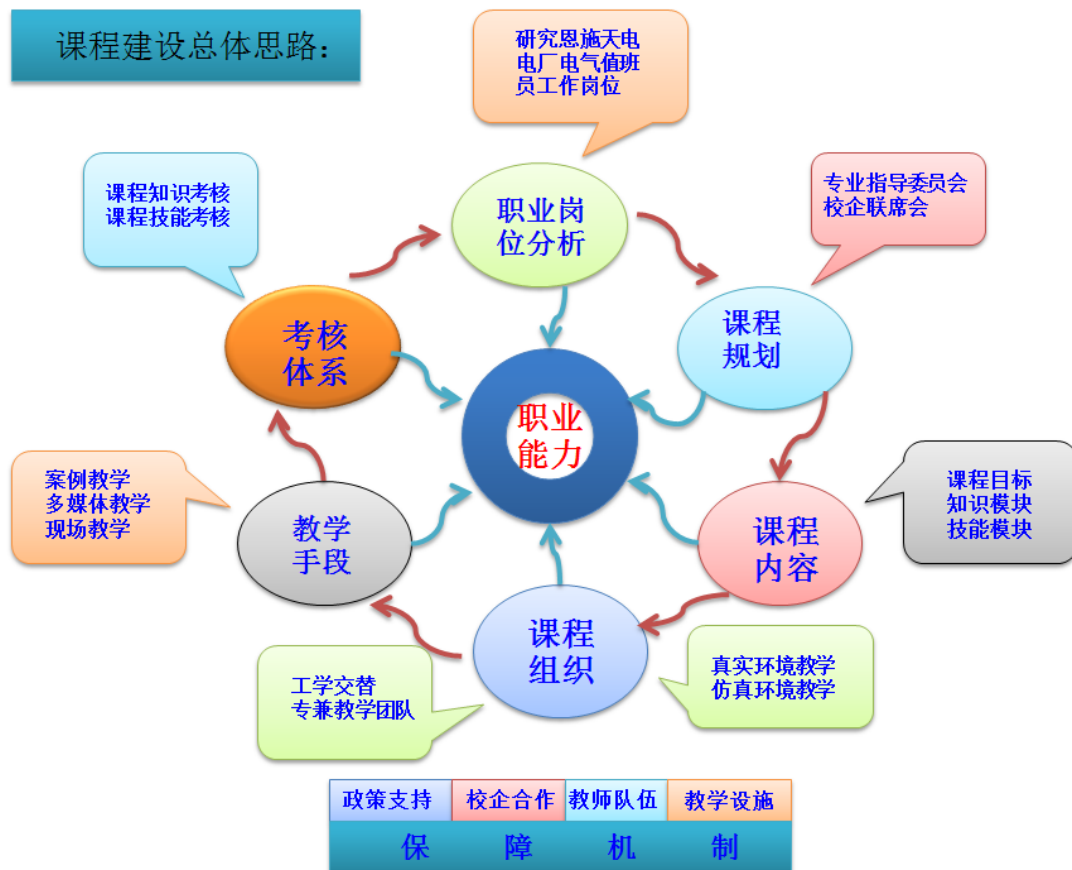 课程建设总体思路：
研究恩施天电
电厂电气值班
员工作岗位
课程知识考核
课程技能考核
专业指导委员会
校企联席会
职业岗
位分析
考核
体系
课程
规划
职业
能力
案例教学
多媒体教学
现场教学
教学
手段
课程
内容
课程目标
知识模块
技能模块
课程
组织
工学交替
专兼教学团队
真实环境教学
仿真环境教学
政策支持 校企合作 教师队伍 教学设施
保障机制